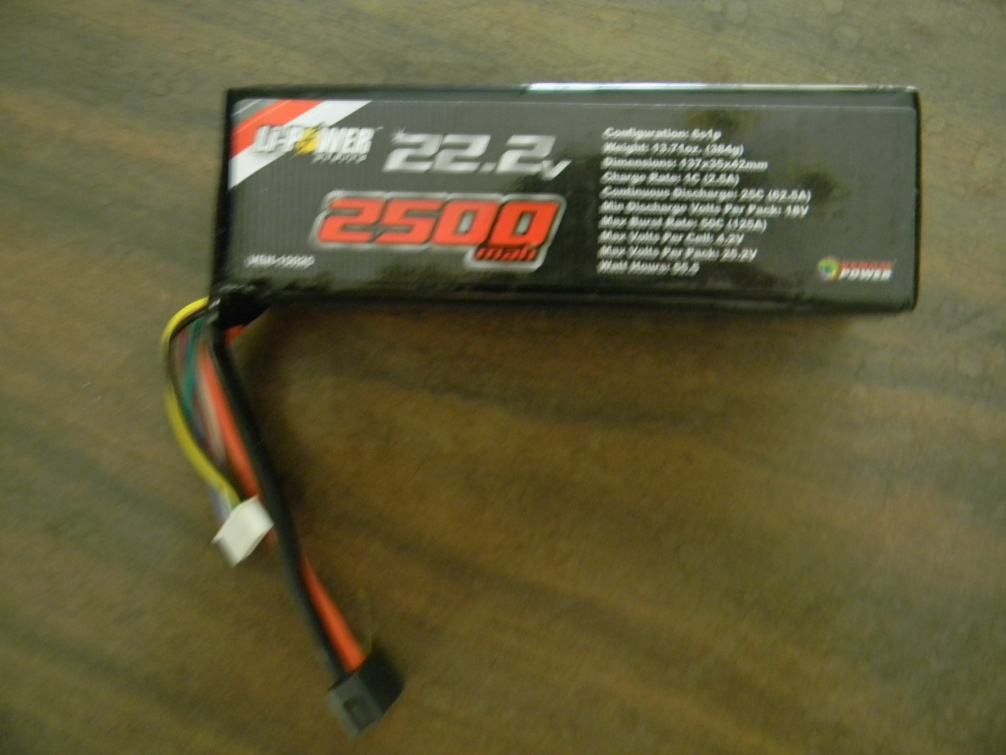 Li-POWER
22.2v
2500
mah
Configuration: 6s1p
Weight: 13.71oz. (384g)
Dimensions: 137x35x42mm
Charge Rate: 1C (2.5A)
Continuous Discharge: 25C (62.5A)
Min Discharge Volts Per Pack: 18V
Max Burst Rate: 50C (125A)
Max Volts Per Cell: 4.2V
Max Volts Per Pack: 25.2V
Watt Hours: 55.5
POWER